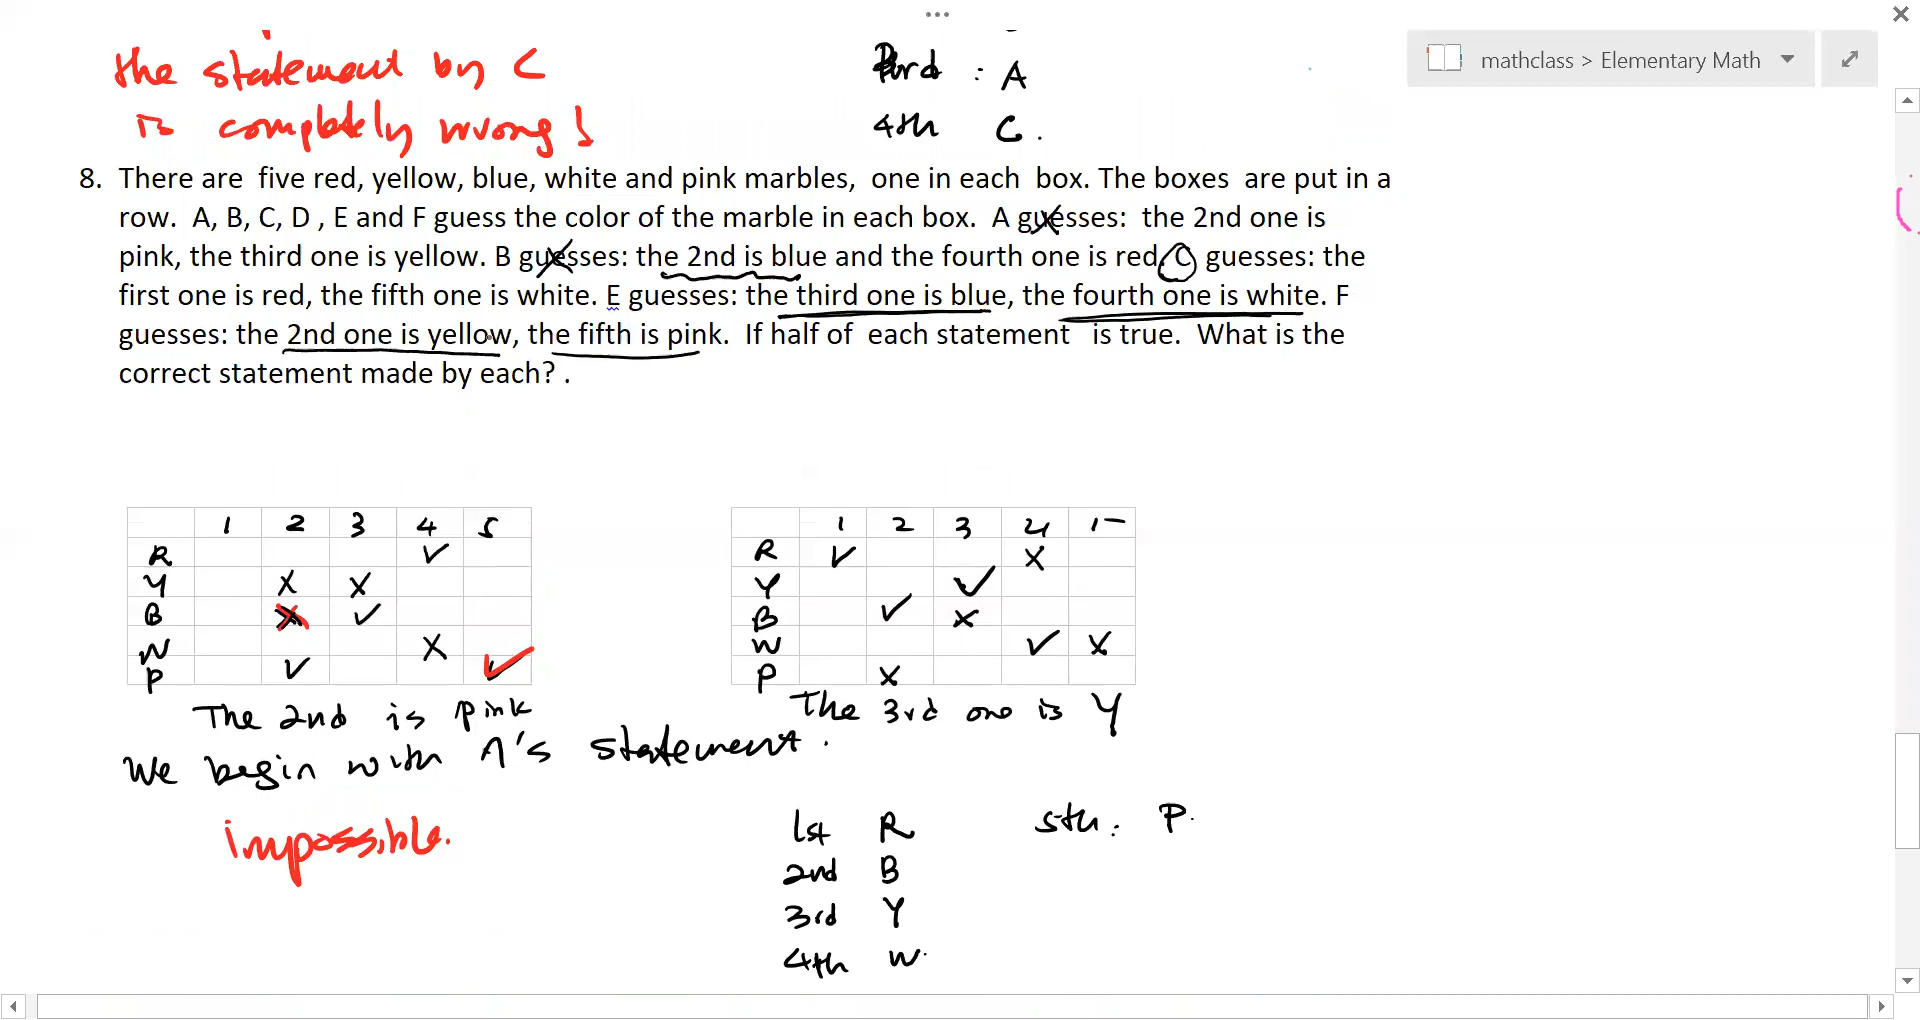 mathclass > Elementary Math
the statement by C
is completely wrong!
: A
4th C.
8. There are five red, yellow, blue, white and pink marbles, one in each box. The boxes are put in a
row. A, B, C, D , E and F guess the color of the marble in each box. A guesses: the 2nd one is
pink, the third one is yellow. B guesses: the 2nd is blue and the fourth one is red. C guesses: the
first one is red, the fifth one is white. E guesses: the third one is blue, the fourth one is white. F
guesses: the 2nd one is yellow, the fifth is pink. If half of each statement is true. What is the
correct statement made by each? .
1 2 3 4 5
R ✓
Y X X
B X ✓
W X
P ✓ ✓
The 2nd is pink
1 2 3 4 5
R ✓ X
Y ✓
B ✓ X
W ✓ X
P X
The 3rd one is Y
We begin with A's statement.
impossible.
1st R
2nd B
3rd Y
4th W.
5th: P.